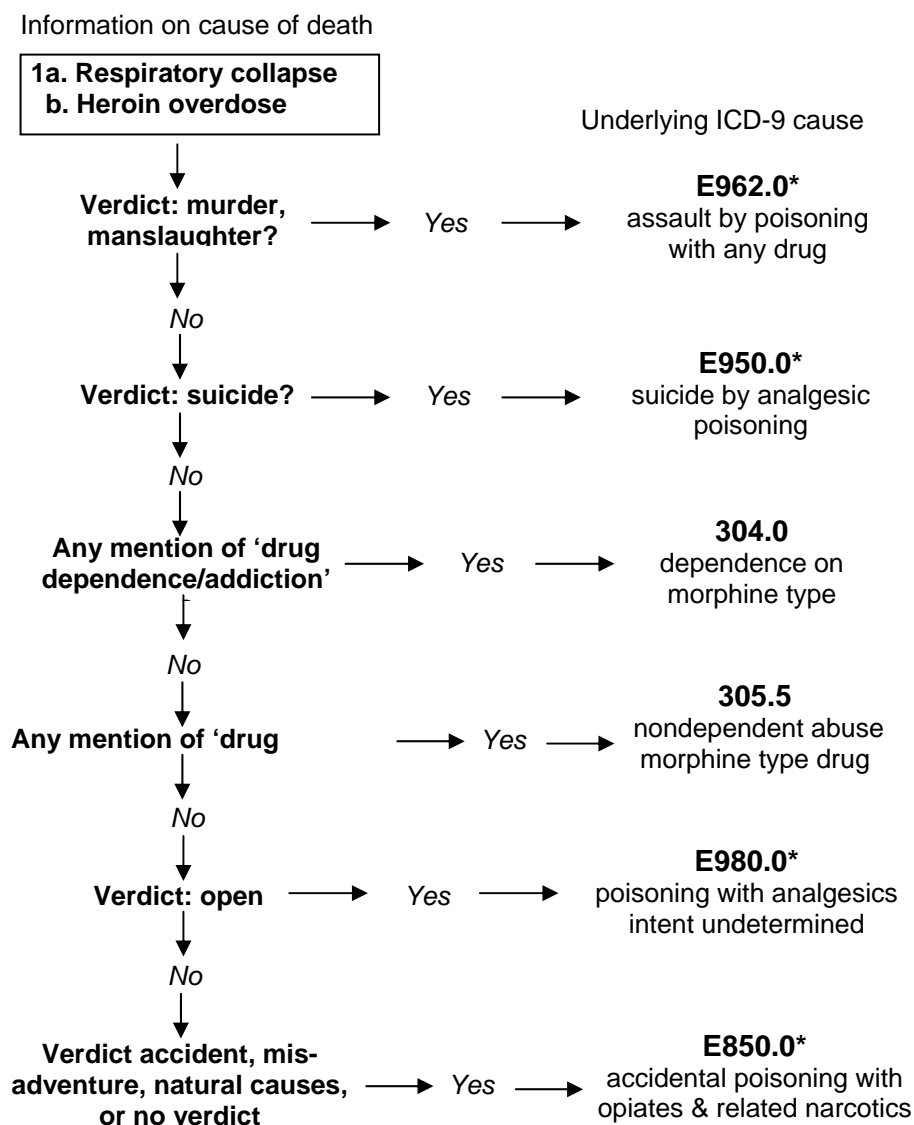 Information on cause of death
1a. Respiratory collapse
b. Heroin overdose
Underlying ICD-9 cause
Verdict: murder,
manslaughter?
Yes
E962.0*
assault by poisoning
with any drug
No
Verdict: suicide?
Yes
E950.0*
suicide by analgesic
poisoning
No
Any mention of ‘drug
dependence/addiction’
Yes
304.0
dependence on
morphine type
No
Any mention of ‘drug
Yes
305.5
nondependent abuse
morphine type drug
No
Verdict: open
Yes
E980.0*
poisoning with analgesics
intent undetermined
No
Verdict accident, mis-
adventure, natural causes,
or no verdict
Yes
E850.0*
accidental poisoning with
opiates & related narcotics